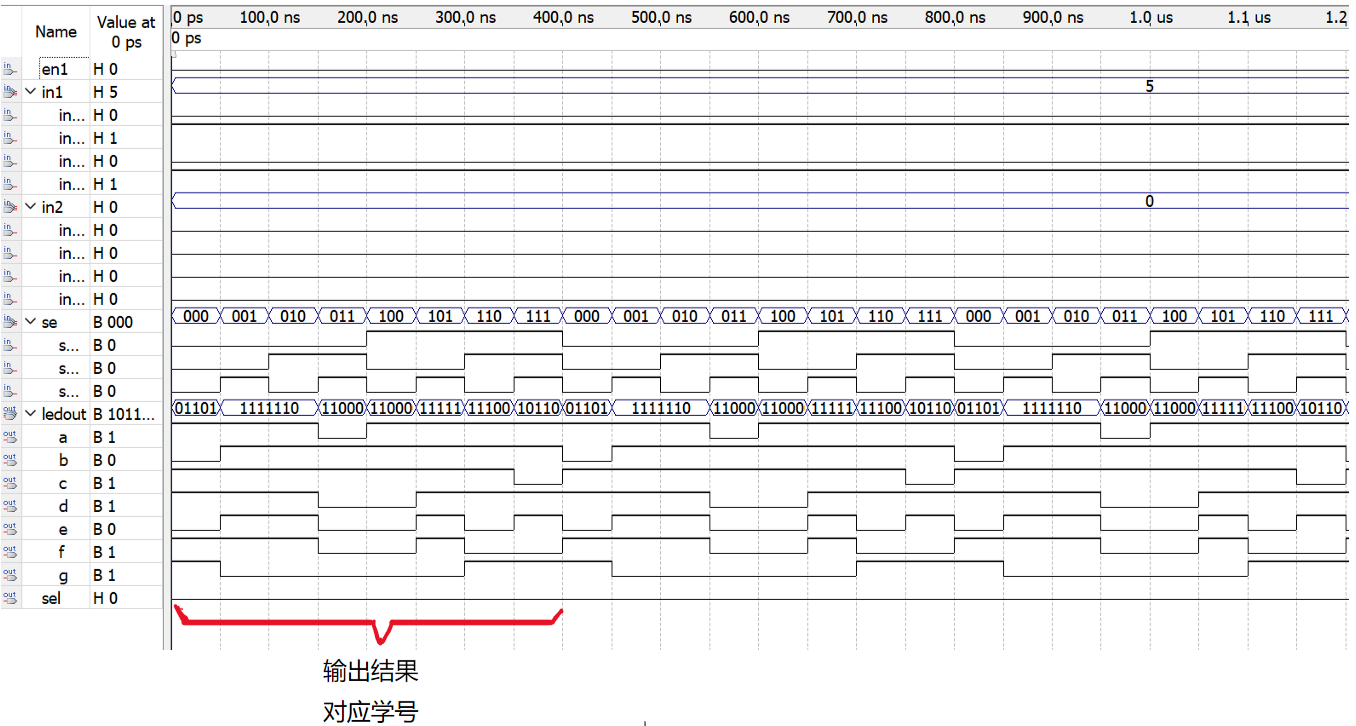 Name Value at 0 ps 0 ps 100,0 ns 200,0 ns 300,0 ns 400,0 ns 500,0 ns 600,0 ns 700,0 ns 800,0 ns 900,0 ns 1.0 us 1.1 us 1.2
0 ps
en1 H 0
in1 H 5 5
in... H 0
in... H 1
in... H 0
in... H 1
in2 H 0 0
in... H 0
in... H 0
in... H 0
in... H 0
se B 000 000 001 010 011 100 101 110 111 000 001 010 011 100 101 110 111 000 001 010 011 100 101 110 111
s... B 0
s... B 0
s... B 0
ledout B 1011... 01101 1111110 11000 11000 11111 11100 10110 01101 1111110 11000 11000 11111 11100 10110 01101 1111110 11000 11000 11111 11100 10110
a B 1
b B 0
c B 1
d B 1
e B 0
f B 1
g B 1
sel H 0
输出结果
对应学号